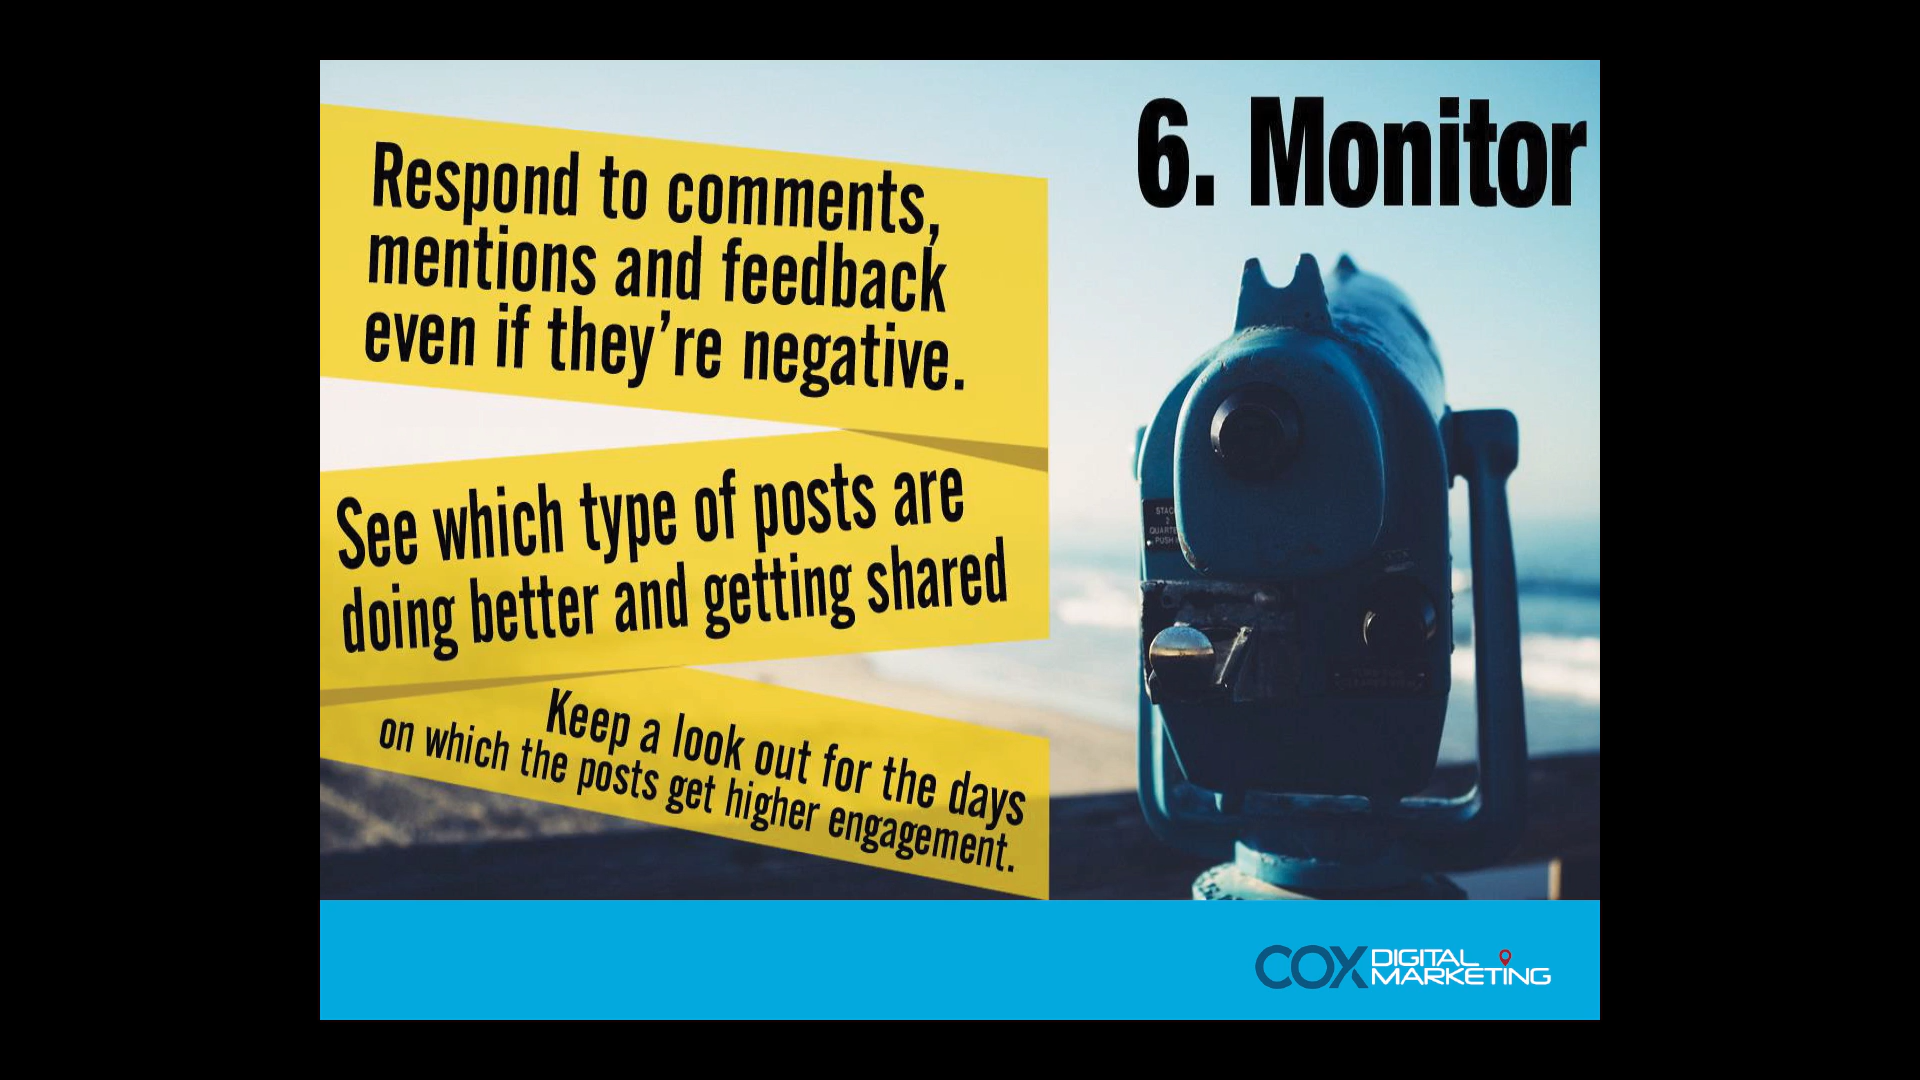 6. Monitor
Respond to comments,
mentions and feedback
even if they're negative.
See which type of posts are
doing better and getting shared
Keep a look out for the days
on which the posts get higher engagement.
2
PUSH
COX DIGITAL
MARKETING